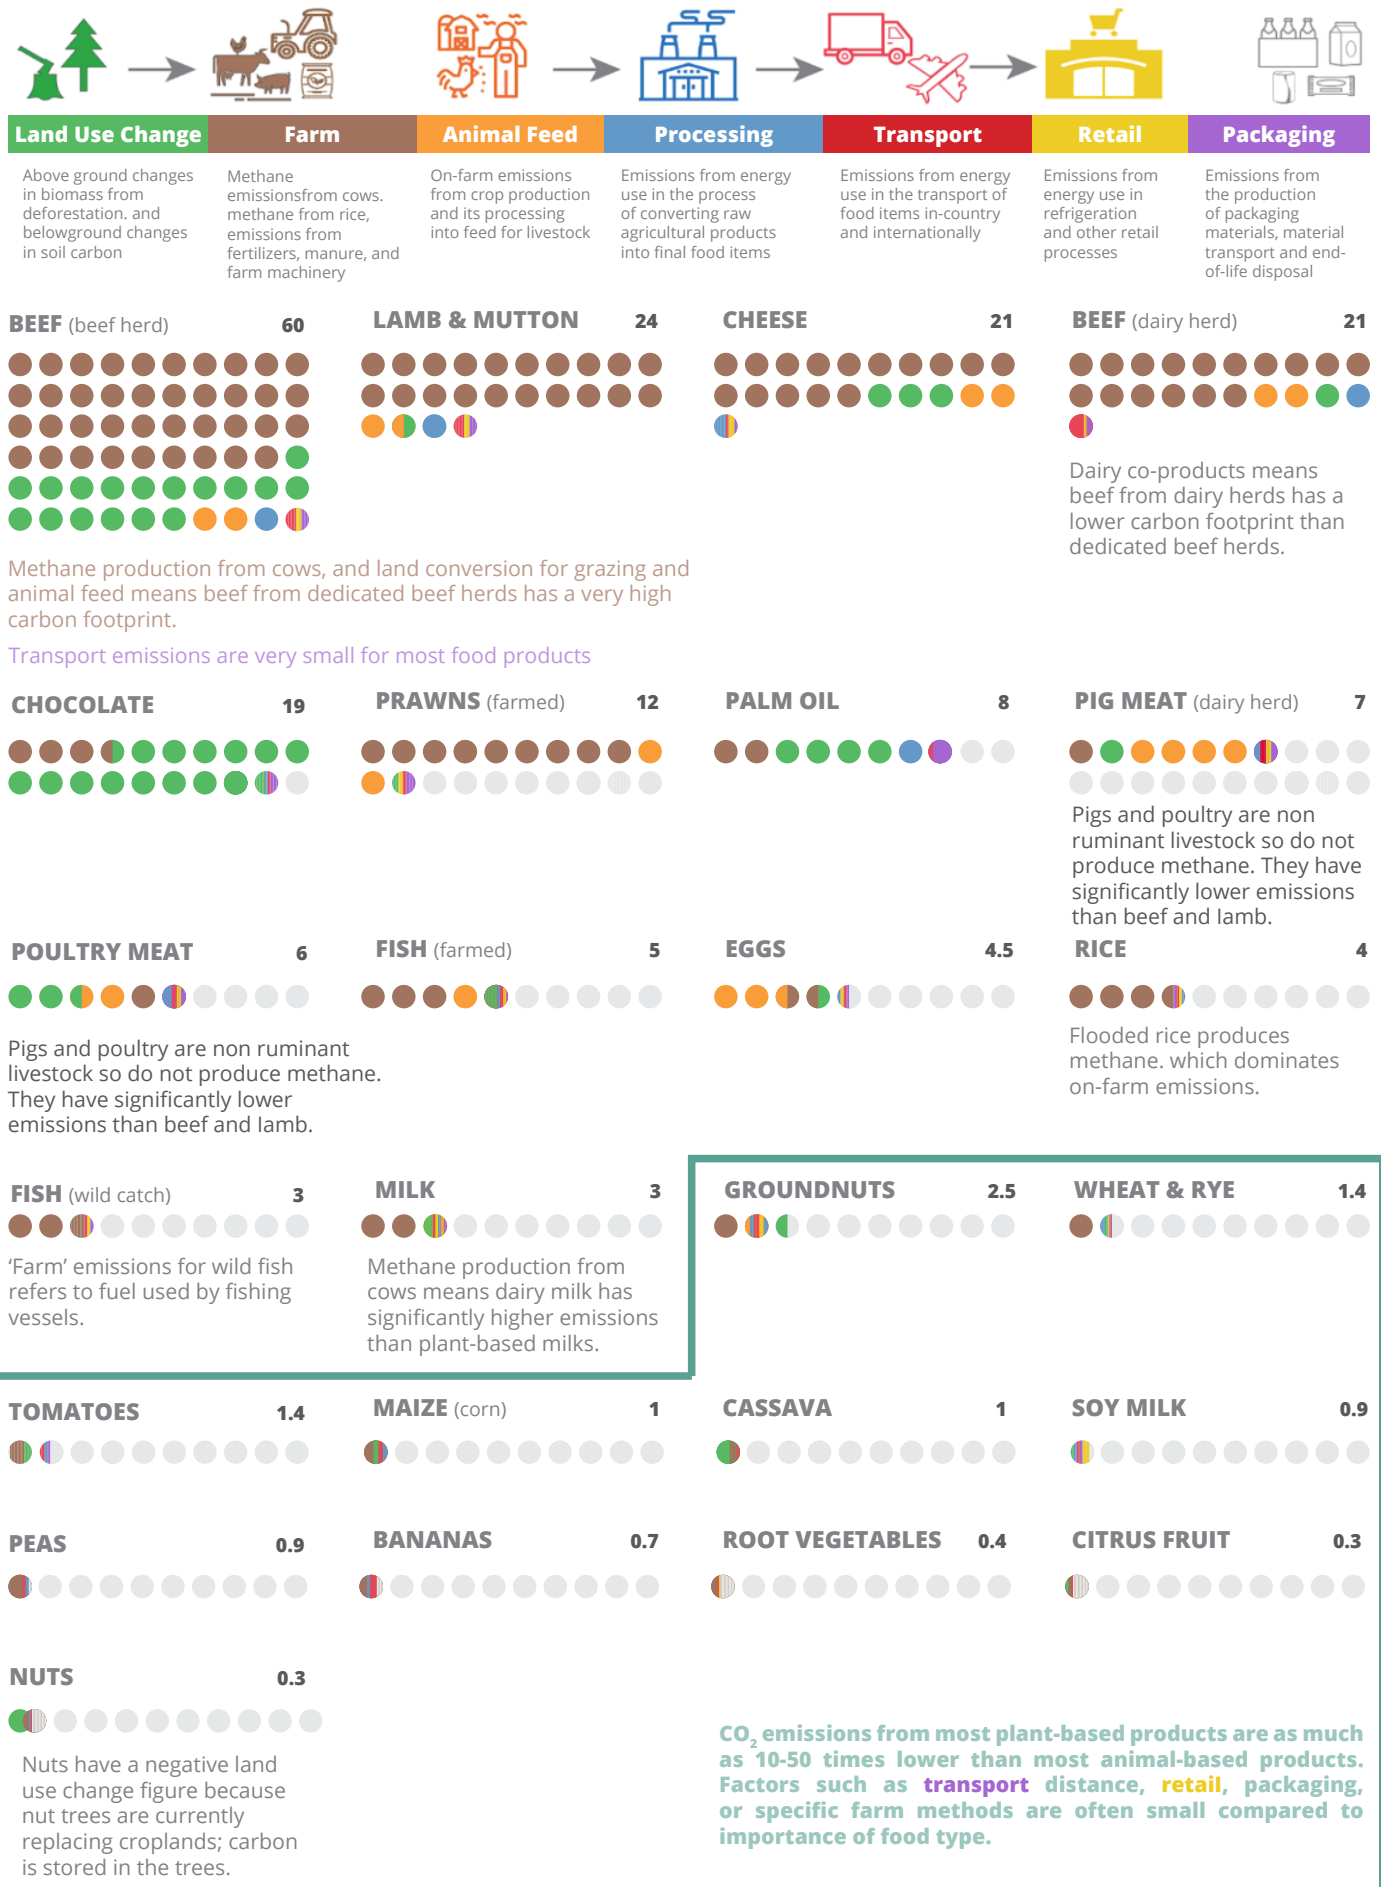 Land Use Change
Farm
Animal Feed
Processing
Transport
Retail
Packaging
Above ground changes
in biomass from
deforestation. and
belowground changes
in soil carbon
Methane
emissionsfrom cows.
methane from rice,
emissions from
fertilizers, manure, and
farm machinery
On-farm emissions
from crop production
and its processing
into feed for livestock
Emissions from energy
use in the process
of converting raw
agricultural products
into final food items
Emissions from energy
use in the transport of
food items in-country
and internationally
Emissions from
energy use in
refrigeration
and other retail
processes
Emissions from
the production
of packaging
materials, material
transport and end-
of-life disposal
BEEF (beef herd) 60
LAMB & MUTTON 24
CHEESE 21
BEEF (dairy herd) 21
Dairy co-products means
beef from dairy herds has a
lower carbon footprint than
dedicated beef herds.
Methane production from cows, and land conversion for grazing and
animal feed means beef from dedicated beef herds has a very high
carbon footprint.
Transport emissions are very small for most food products
CHOCOLATE 19
PRAWNS (farmed) 12
PALM OIL 8
PIG MEAT (dairy herd) 7
Pigs and poultry are non
ruminant livestock so do not
produce methane. They have
significantly lower emissions
than beef and Iamb.
POULTRY MEAT 6
FISH (farmed) 5
EGGS 4.5
RICE 4
Pigs and poultry are non ruminant
livestock so do not produce methane.
They have significantly lower
emissions than beef and Iamb.
Flooded rice produces
methane. which dominates
on-farm emissions.
FISH (wild catch) 3
MILK 3
GROUNDNUTS 2.5
WHEAT & RYE 1.4
‘Farm’ emissions for wild fish
refers to fuel used by fishing
vessels.
Methane production from
cows means dairy milk has
significantly higher emissions
than plant-based milks.
TOMATOES 1.4
MAIZE (corn) 1
CASSAVA 1
SOY MILK 0.9
PEAS 0.9
BANANAS 0.7
ROOT VEGETABLES 0.4
CITRUS FRUIT 0.3
NUTS 0.3
Nuts have a negative land
use change figure because
nut trees are currently
replacing croplands; carbon
is stored in the trees.
CO₂ emissions from most plant-based products are as much
as 10-50 times lower than most animal-based products.
Factors such as transport distance, retail, packaging,
or specific farm methods are often small compared to
importance of food type.